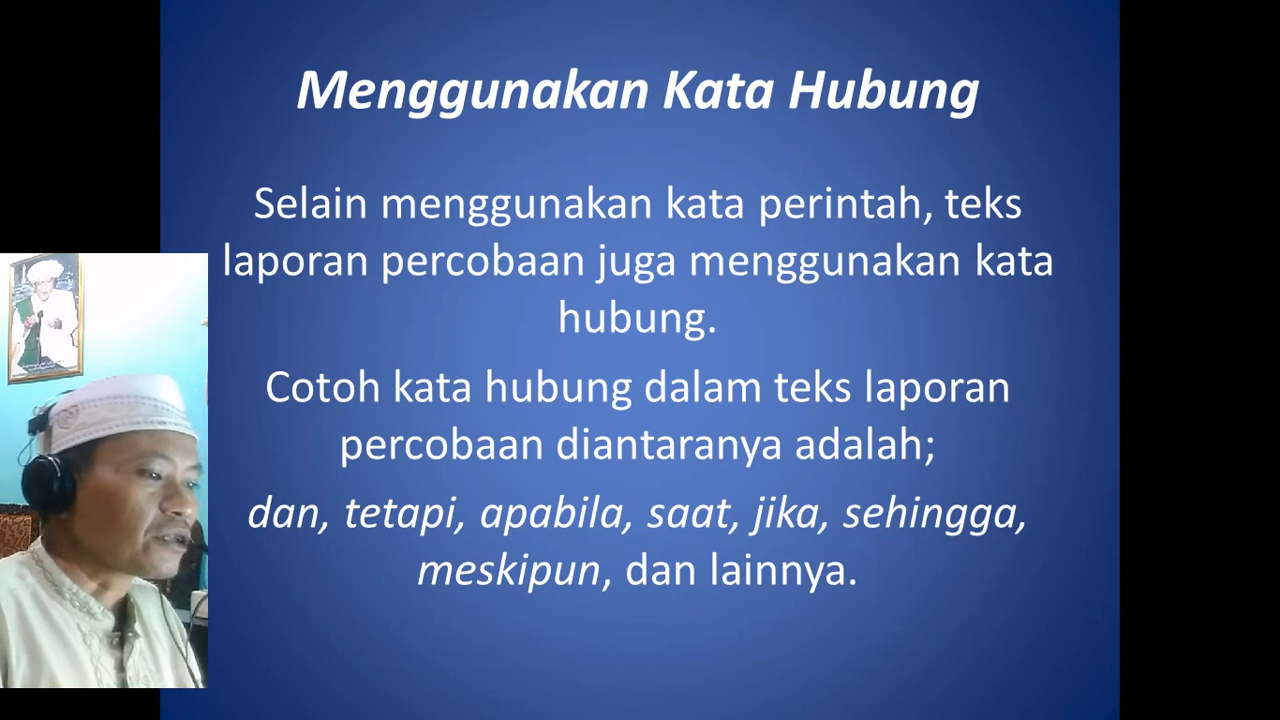 Menggunakan Kata Hubung
Selain menggunakan kata perintah, teks
laporan percobaan juga menggunakan kata
hubung.
Cotoh kata hubung dalam teks laporan
percobaan diantaranya adalah;
dan, tetapi, apabila, saat, jika, sehingga,
meskipun, dan lainnya.